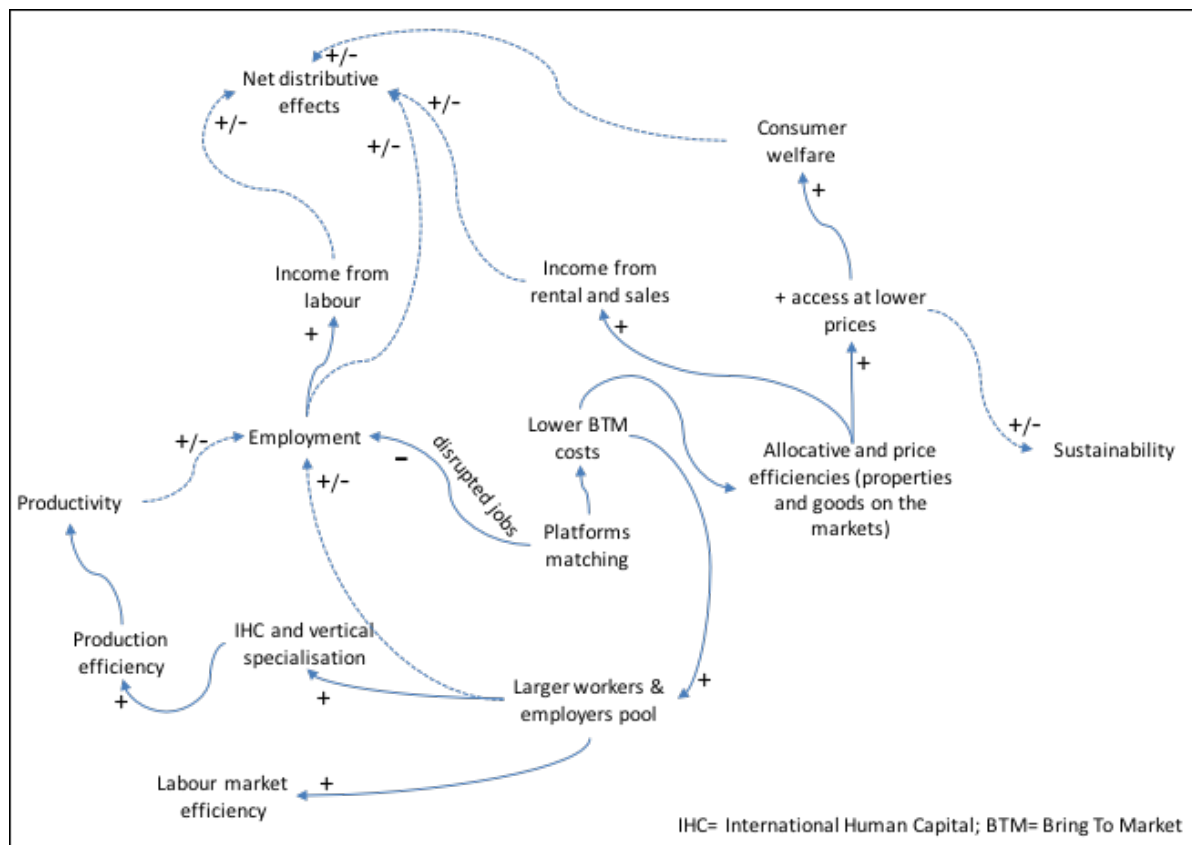 +/-
Net distributive
effects
+/-
+/-
+/-
Consumer
welfare
+
Income from
labour
Income from
rental and sales
+ access at lower
prices
+
+
+
+/-
Employment
-
disrupted jobs
Lower BTM
costs
+/-
Sustainability
Allocative and price
efficiencies (properties
and goods on the
markets)
+/-
Productivity
Platforms
matching
Production
efficiency
IHC and vertical
specialisation
+
+
Larger workers &
employers pool
+
Labour market
efficiency
+
IHC= International Human Capital; BTM= Bring To Market